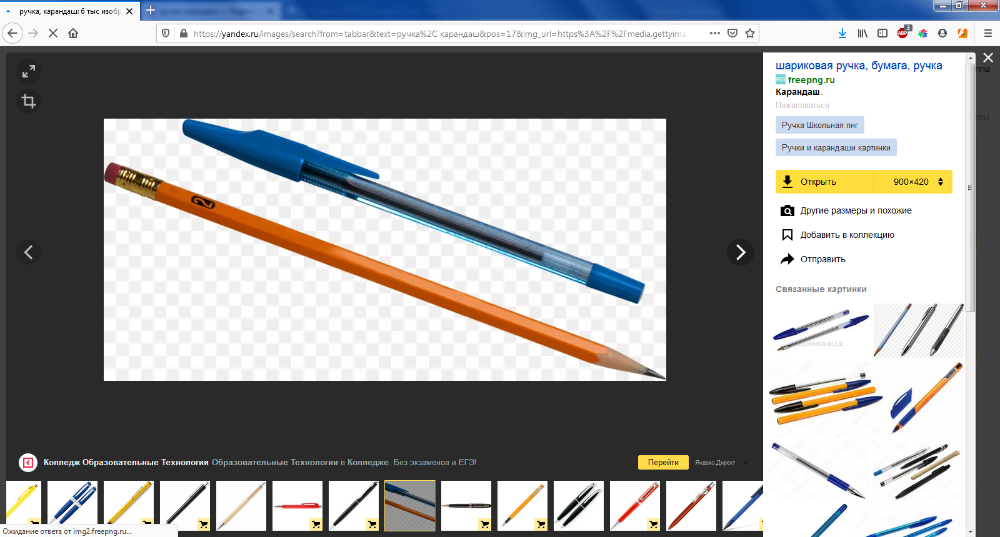 ручка, карандаш: 6 тыс изобр
https://yandex.ru/images/search?from=tabbar&text=ручка%2C карандаш&pos=17&img_url=https%3A%2F%2Fmedia.gettyima
ABP
3
2
шариковая ручка, бумага, ручка
freepng.ru
Карандаш.
Пожаловаться
Ручка Школьная пнг
Ручки и карандаши картинки
Открыть
900×420
Другие размеры и похожие
Добавить в коллекцию
Отправить
Связанные картинки
Колледж Образовательные Технологии Образовательные Технологии в Колледже. Без экзаменов и ЕГЭ!
Перейти
Яндекс.Директ
Ожидание ответа от img2.freepng.ru...